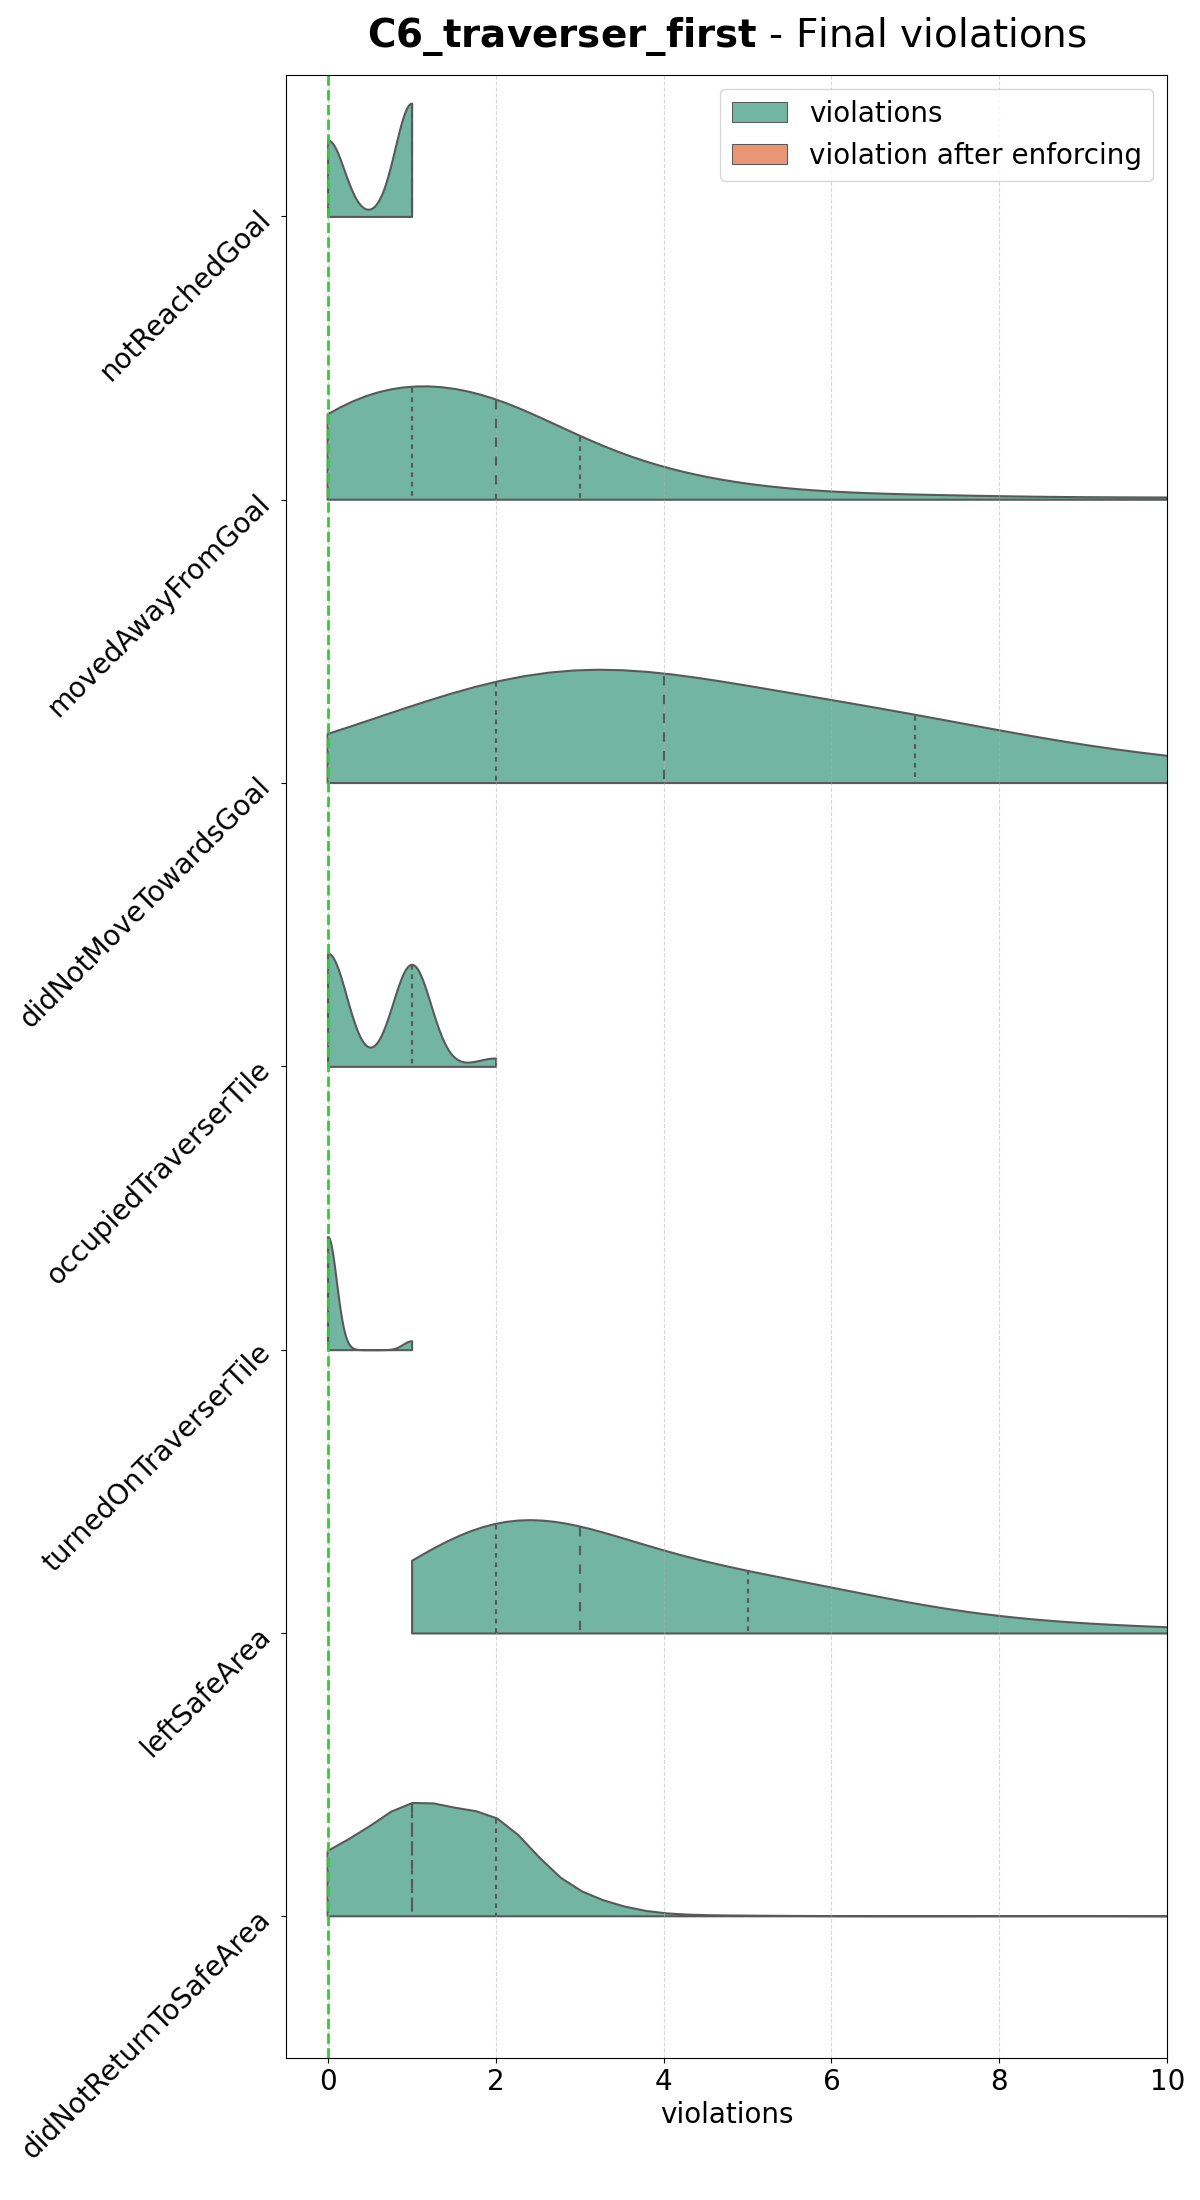 C6_traverser_first - Final violations
violations
violation after enforcing
notReachedGoal
movedAwayFromGoal
didNotMoveTowardsGoal
occupiedTraverserTile
turnedOnTraverserTile
leftSafeArea
didNotReturnToSafeArea
0 2 4 6 8 10
violations